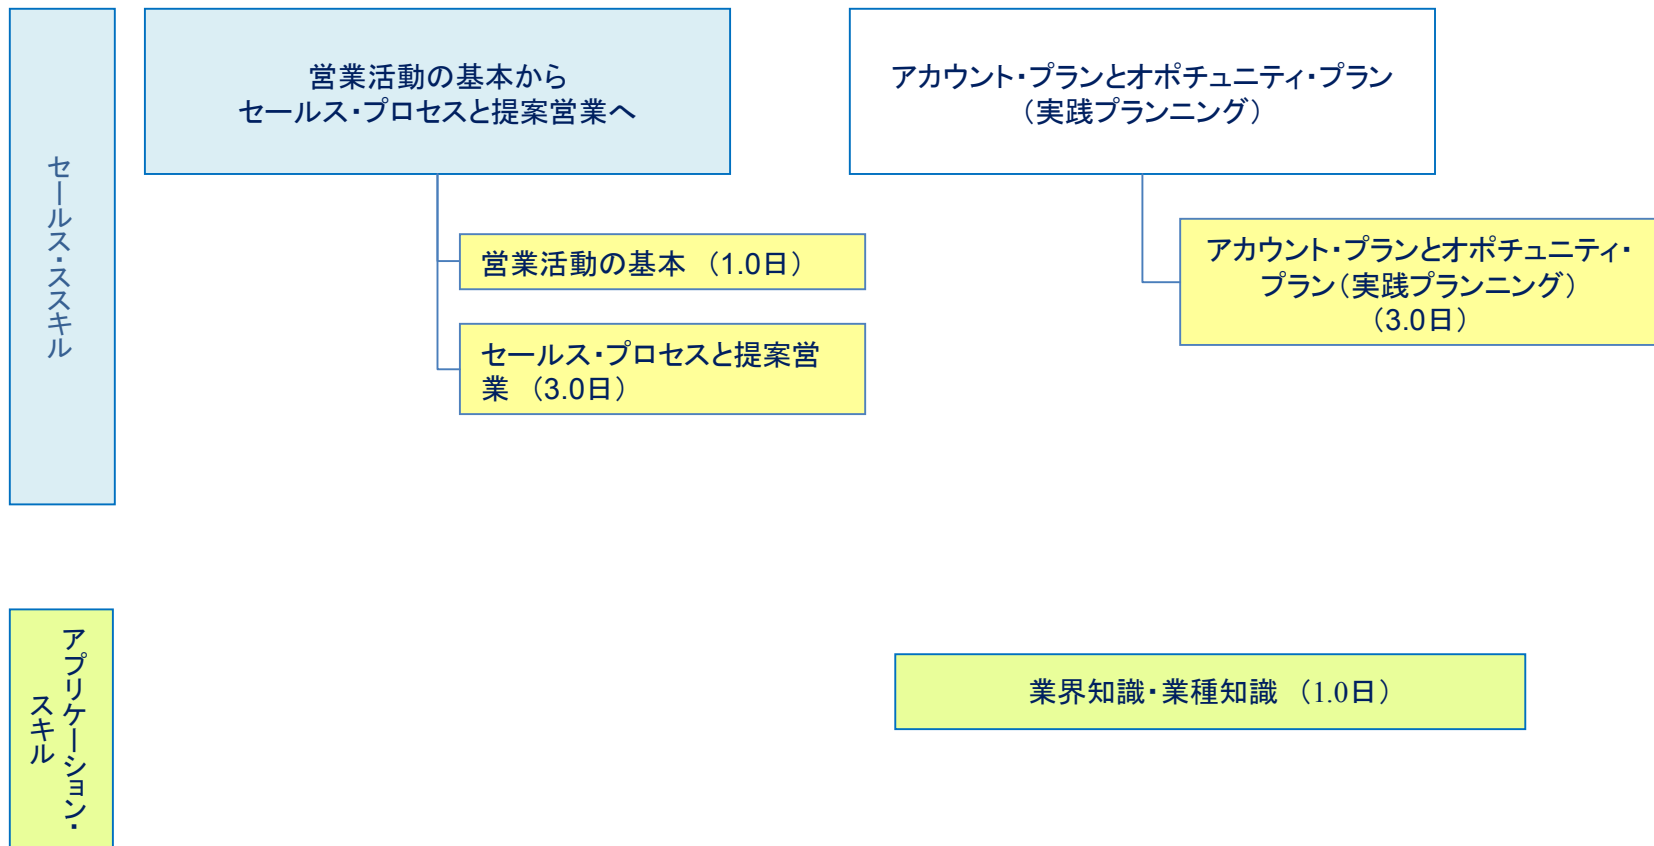 セールス・ススキル
営業活動の基本から
セールス・プロセスと提案営業へ
アカウント・プランとオポチュニティ・プラン
（実践プランニング）
営業活動の基本 （1.0日）
セールス・プロセスと提案営
業 （3.0日）
アカウント・プランとオポチュニティ・
プラン（実践プランニング）
（3.0日）
アプリケーション・
スキル
業界知識・業種知識 （1.0日）